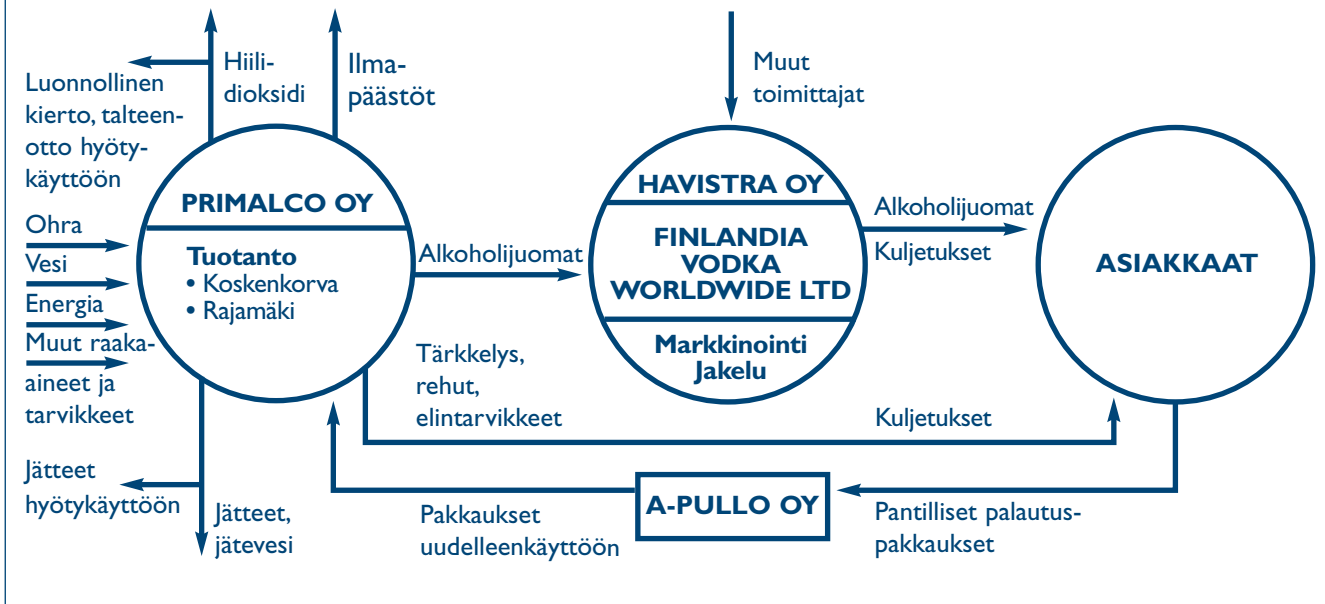 Luonnollinen
kierto, talteen-
otto hyöty-
käyttöön
Hiili-
dioksidi
Ilma-
päästöt
Muut
toimittajat
Ohra
Vesi
Energia
Muut raaka-
aineet ja
tarvikkeet
PRIMALCO OY
Tuotanto
• Koskenkorva
• Rajamäki
Alkoholijuomat
HAVISTRA OY
FINLANDIA
VODKA
WORLDWIDE LTD
Markkinointi
Jakelu
Alkoholijuomat
Kuljetukset
ASIAKKAAT
Tärkkelys,
rehut,
elintarvikkeet
Kuljetukset
Jätteet
hyötykäyttöön
Jätteet,
jätevesi
Pakkaukset
uudelleenkäyttöön
A-PULLO OY
Pantilliset palautus-
pakkaukset